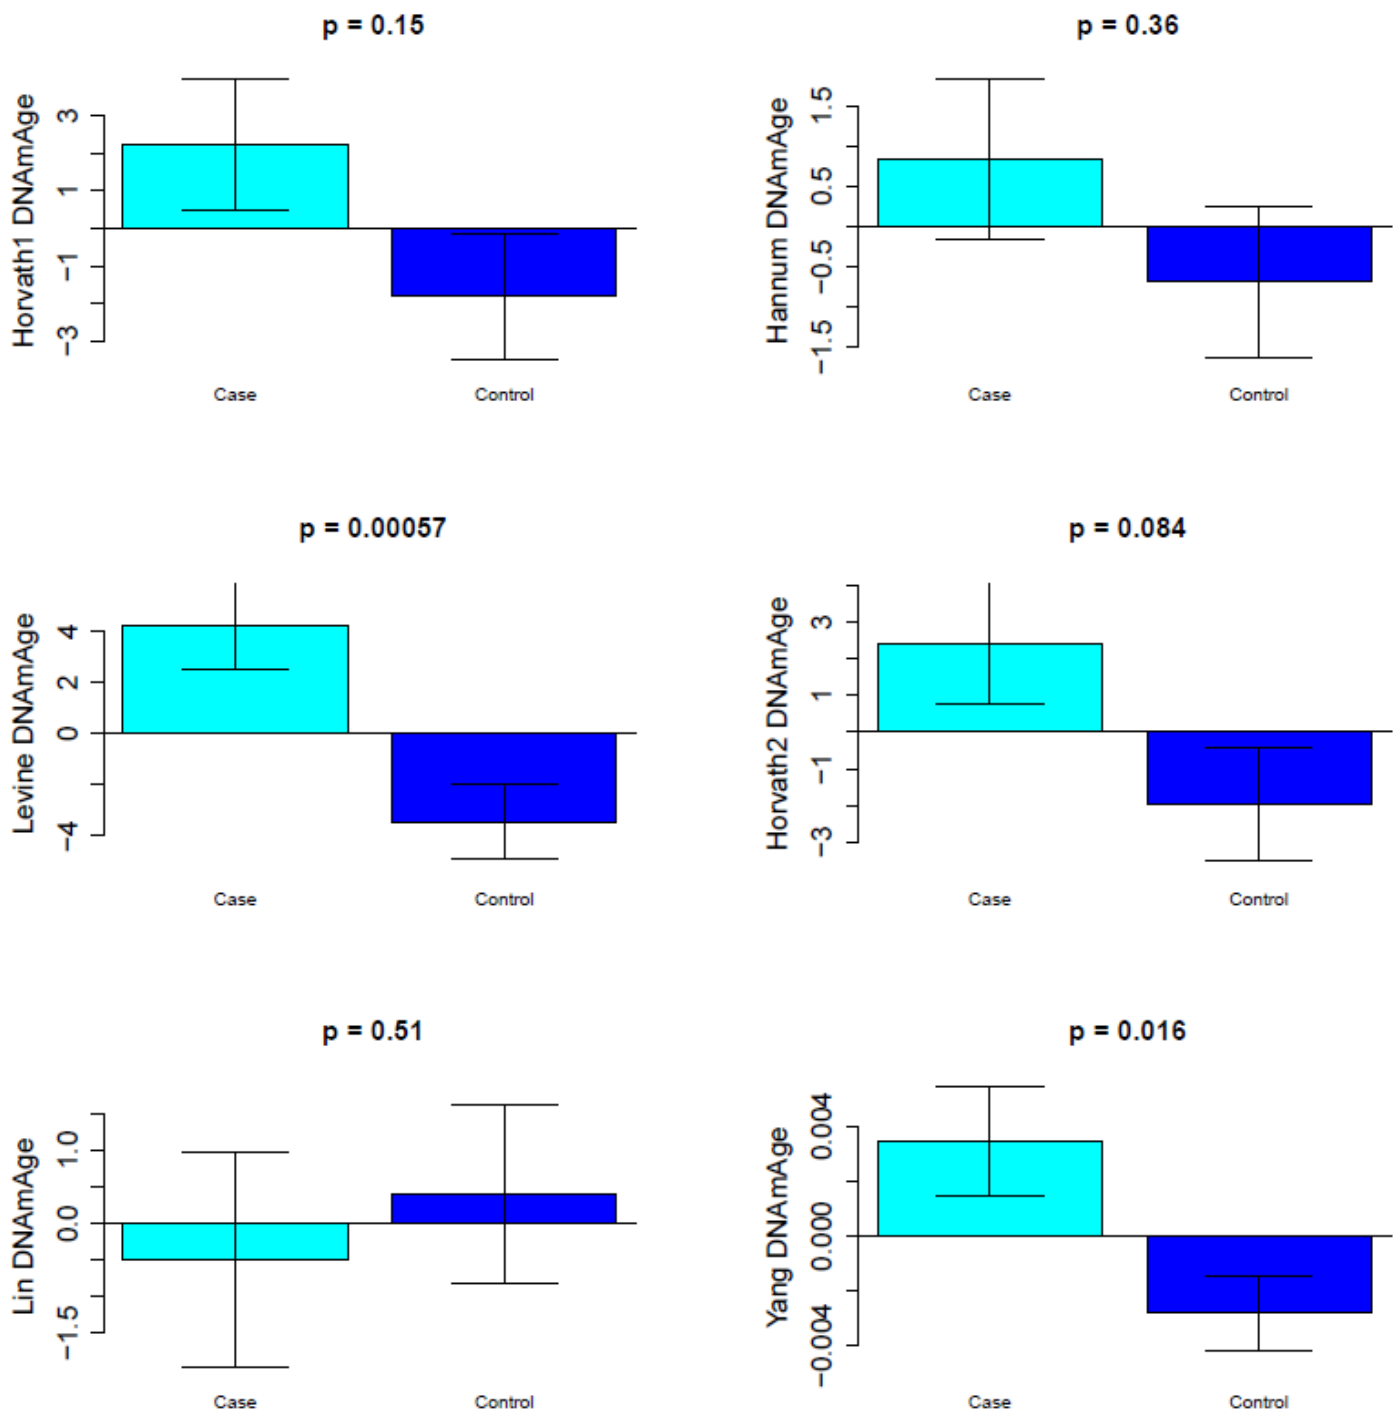 p = 0.15
Horvath1 DNAmAge
3
1
−1
−3
Case
Control
p = 0.36
Hannum DNAmAge
1.5
0.5
−0.5
−1.5
Case
Control
p = 0.00057
Levine DNAmAge
4
2
0
−4
Case
Control
p = 0.084
Horvath2 DNAmAge
3
1
−1
−3
Case
Control
p = 0.51
Lin DNAmAge
1.0
0.0
−1.5
Case
Control
p = 0.016
Yang DNAmAge
0.004
0.000
−0.004
Case
Control